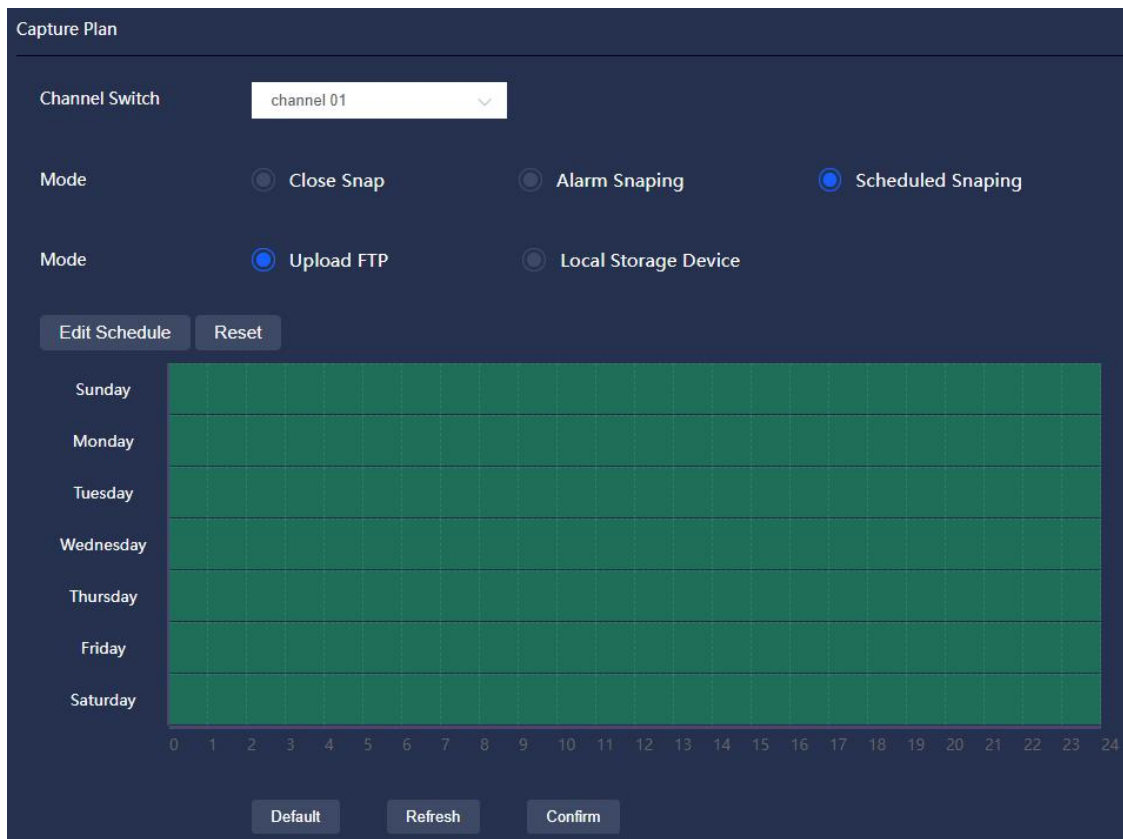 Capture Plan
Channel Switch channel 01
Mode Close Snap Alarm Snaping Scheduled Snaping
Mode Upload FTP Local Storage Device
Edit Schedule Reset
Sunday
Monday
Tuesday
Wednesday
Thursday
Friday
Saturday
0 1 2 3 4 5 6 7 8 9 10 11 12 13 14 15 16 17 18 19 20 21 22 23 24
Default Refresh Confirm